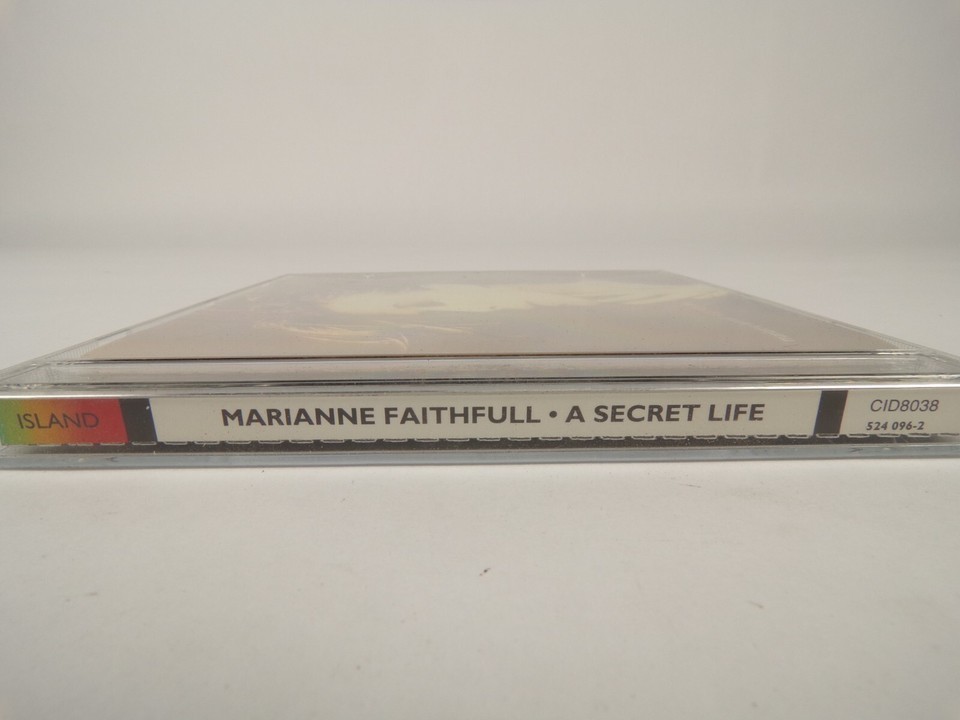 ISLAND
MARIANNE FAITHFULL • A SECRET LIFE
CID8038
524 096-2